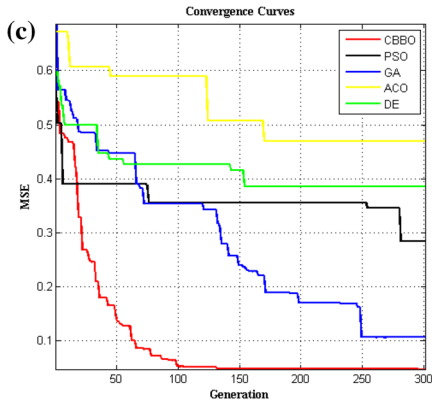 Convergence Curves
(c)
CBBO
PSO
GA
ACO
DE
0.6
0.5
0.4
0.3
0.2
0.1
MSE
50
100
150
200
250
300
Generation